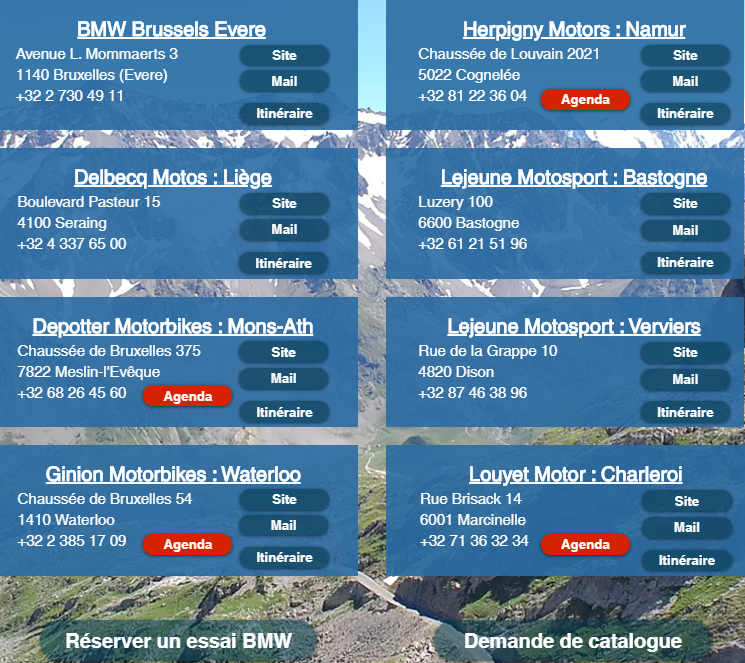 BMW Brussels Evere
Avenue L. Mommaerts 3
1140 Bruxelles (Evere)
+32 2 730 49 11
Site
Mail
Itinéraire
Herpigny Motors : Namur
Chaussée de Louvain 2021
5022 Cognelée
+32 81 22 36 04
Agenda
Site
Mail
Itinéraire
Delbecq Motos : Liège
Boulevard Pasteur 15
4100 Seraing
+32 4 337 65 00
Site
Mail
Itinéraire
Lejeune Motosport : Bastogne
Luzery 100
6600 Bastogne
+32 61 21 51 96
Site
Mail
Itinéraire
Depotter Motorbikes : Mons-Ath
Chaussée de Bruxelles 375
7822 Meslin-l'Evêque
+32 68 26 45 60
Agenda
Site
Mail
Itinéraire
Lejeune Motosport : Verviers
Rue de la Grappe 10
4820 Dison
+32 87 46 38 96
Site
Mail
Itinéraire
Ginion Motorbikes : Waterloo
Chaussée de Bruxelles 54
1410 Waterloo
+32 2 385 17 09
Agenda
Site
Mail
Itinéraire
Louyet Motor : Charleroi
Rue Brisack 14
6001 Marcinelle
+32 71 36 32 34
Agenda
Site
Mail
Itinéraire
Réserver un essai BMW
Demande de catalogue